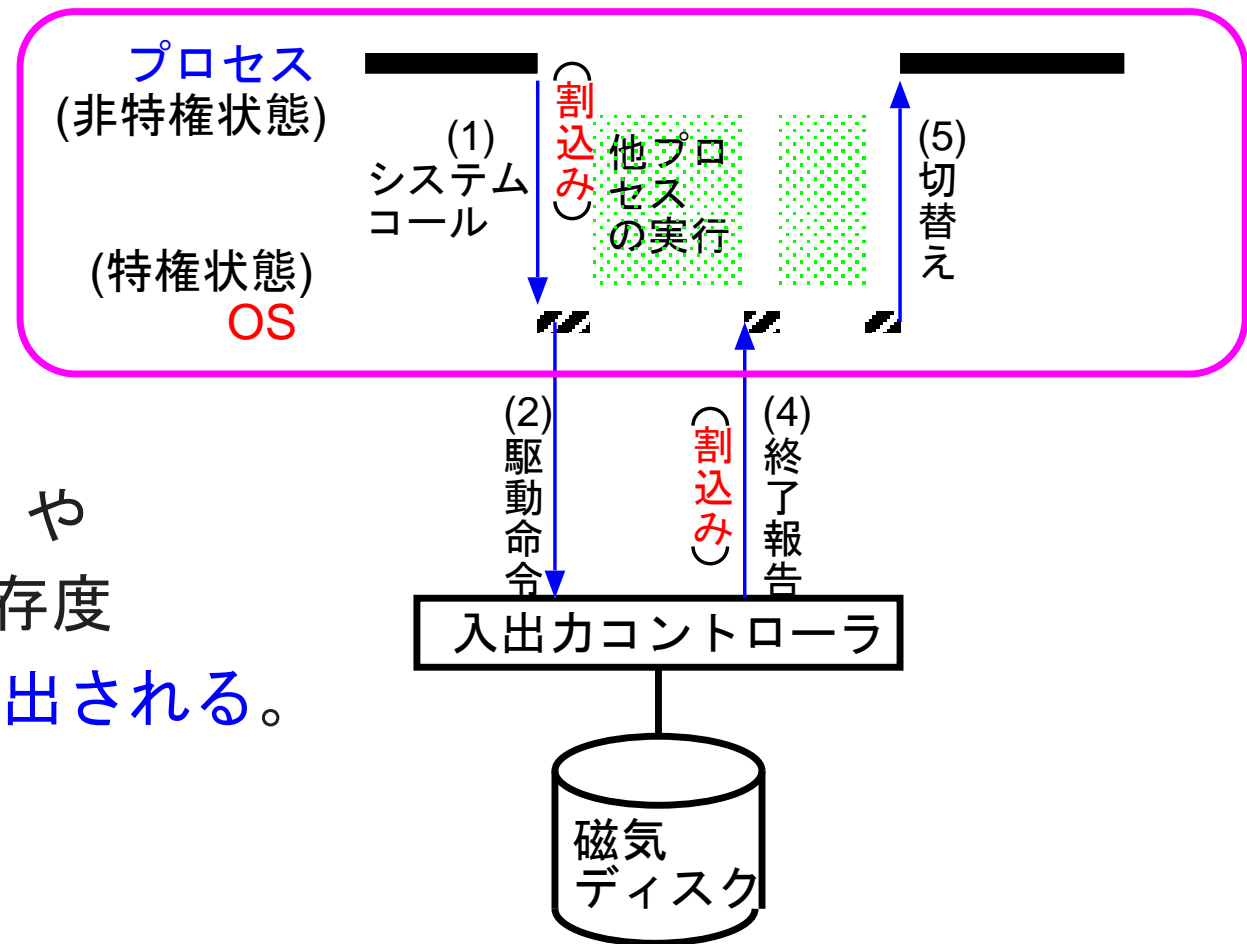 プロセス
(非特権状態)
(1)
システム
コール
(割込み)
他プロ
セス
の実行
(5)
切替え
(特権状態)
OS
(2)
駆動命令
(割込み)
(4)
終了報告
や
存度
出される。
入出力コントローラ
磁気
ディスク